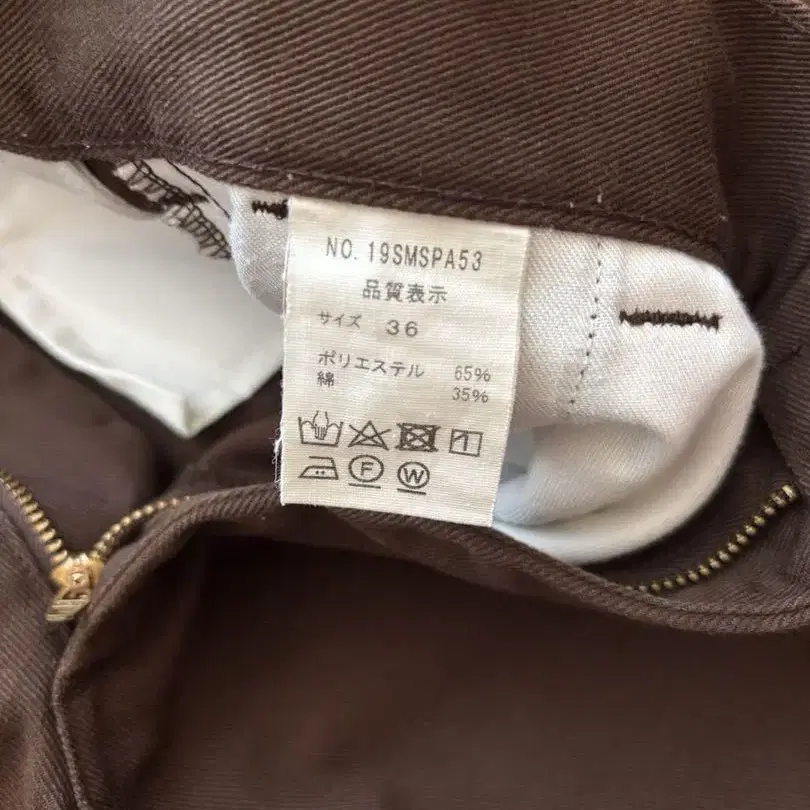 NO. 19SMSPA53
品質表示
サイズ 36
ポリエステル 65%
綿 35%
F W